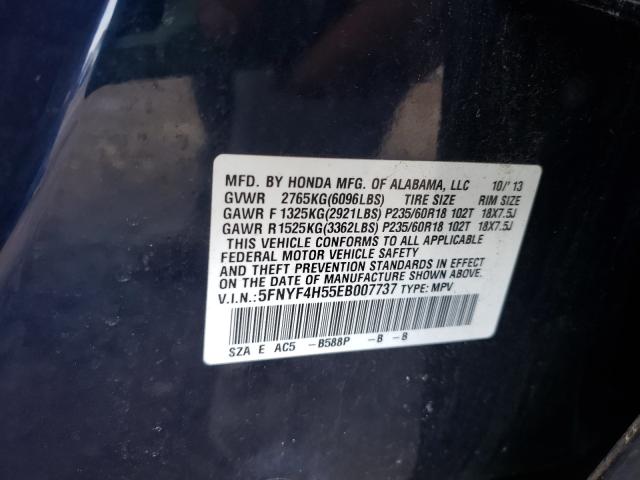 MFD. BY HONDA MFG. OF ALABAMA, LLC 10/'13
GVWR 2765KG(6096LBS) TIRE SIZE RIM SIZE
GAWR F 1325KG(2921LBS) P235/60R18 102T 18X7.5J
GAWR R1525KG(3362LBS) P235/60R18 102T 18X7.5J
THIS VEHICLE CONFORMS TO ALL APPLICABLE
FEDERAL MOTOR VEHICLE SAFETY
AND THEFT PREVENTION STANDARDS IN EFFECT
ON THE DATE OF MANUFACTURE SHOWN ABOVE.
V.I.N.:5FNYF4H55EB007737 TYPE: MPV
SZA E AC5 -B588P -B -B